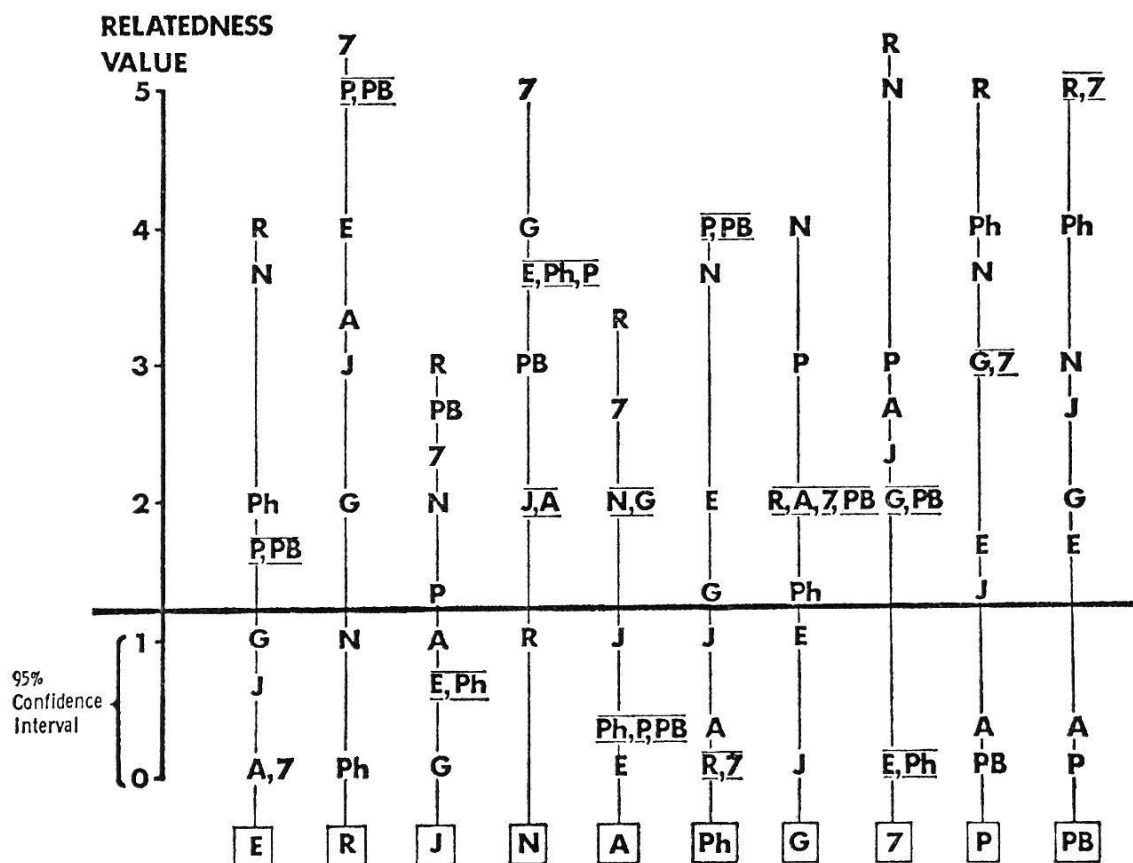 RELATEDNESS
VALUE
7 R
5 P,PB 7 N R R,7
4 R E G P,PB N Ph Ph
N E,Ph,P N N
A R
3 J R PB P P G,7 N
PB 7 A J
7 J
2 Ph G N J,A N,G E R,A,7,PB G,PB G
P,PB E E
P G Ph J
1 G N A R J J E
95%
Confidence
Interval
J E,Ph
Ph,P,PB A A A
0 A,7 Ph G E R,7 J E,Ph PB P
E R J N A Ph G 7 P PB